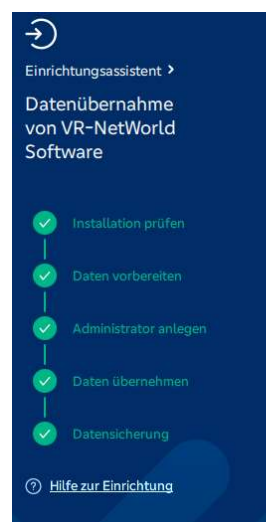 Einrichtungsassistent >
Datenübernahme
von VR-NetWorld
Software
Installation prüfen
Daten vorbereiten
Administrator anlegen
Daten übernehmen
Datensicherung
? Hilfe zur Einrichtung